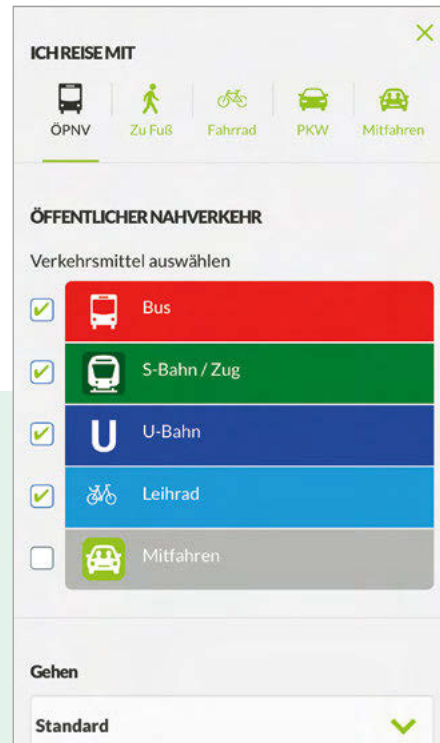 ICH REISE MIT
ÖPNV Zu Fuß Fahrrad PKW Mitfahren
ÖFFENTLICHER NAHVERKEHR
Verkehrsmittel auswählen
Bus
S-Bahn / Zug
U U-Bahn
Leihrad
Mitfahren
Gehen
Standard